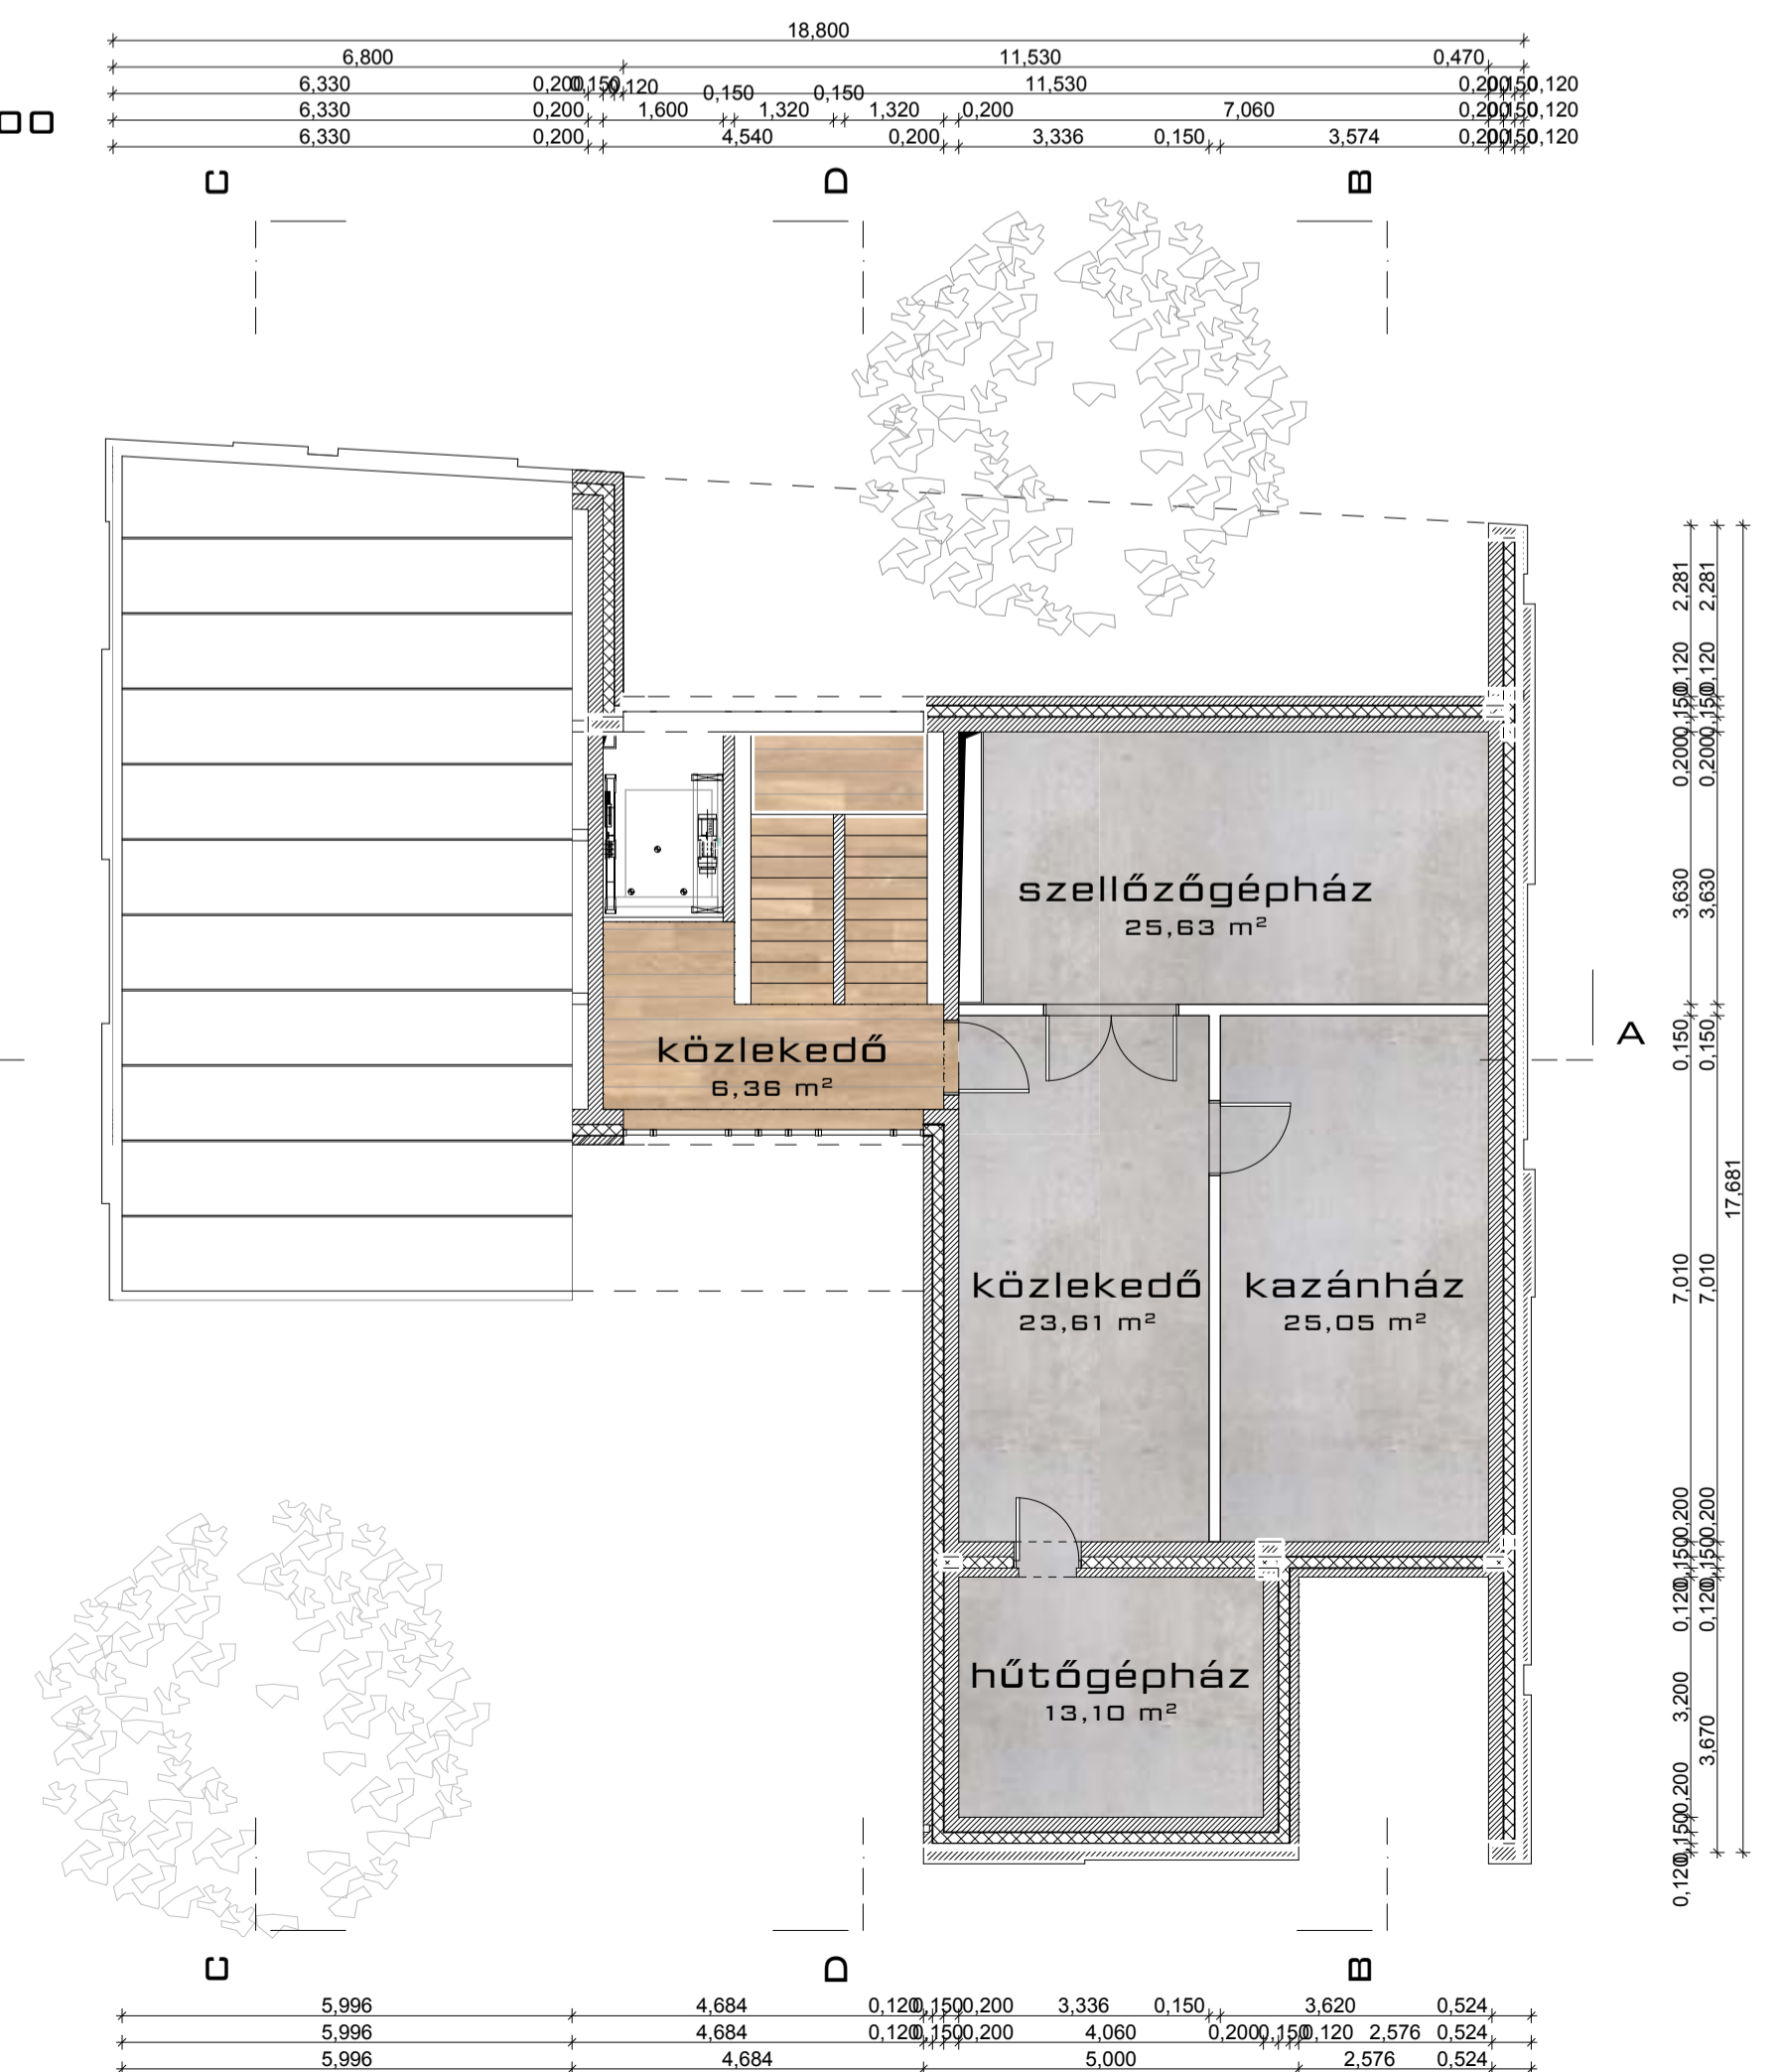 18,800
6,800 11,530 0,470
6,330 0,200 0,150 0,120 11,530 0,200 0,150 0,120
0,150 0,150
6,330 0,200 1,600 1,320 1,320 0,200 7,060 0,200 0,150 0,120
6,330 0,200 4,540 0,200 3,336 0,150 3,574 0,200 0,150 0,120
C D B
szellőzőgépház
25,63 m²
közlekedő
6,36 m²
A
közlekedő
23,61 m²
kazánház
25,05 m²
hűtőgépház
13,10 m²
2,281 0,120 0,150 0,200 3,630 0,150 7,010 0,200 0,150 0,120 3,200 0,200 0,150 0,120
2,281 0,120 0,150 0,200 3,630 0,150 7,010 0,200 0,150 0,120 3,670
17,681
C D B
5,996 4,684 0,120 0,150 0,200 3,336 0,150 3,620 0,524
5,996 4,684 0,120 0,150 0,200 4,060 0,200 0,150 0,120 2,576 0,524
5,996 4,684 5,000 2,576 0,524